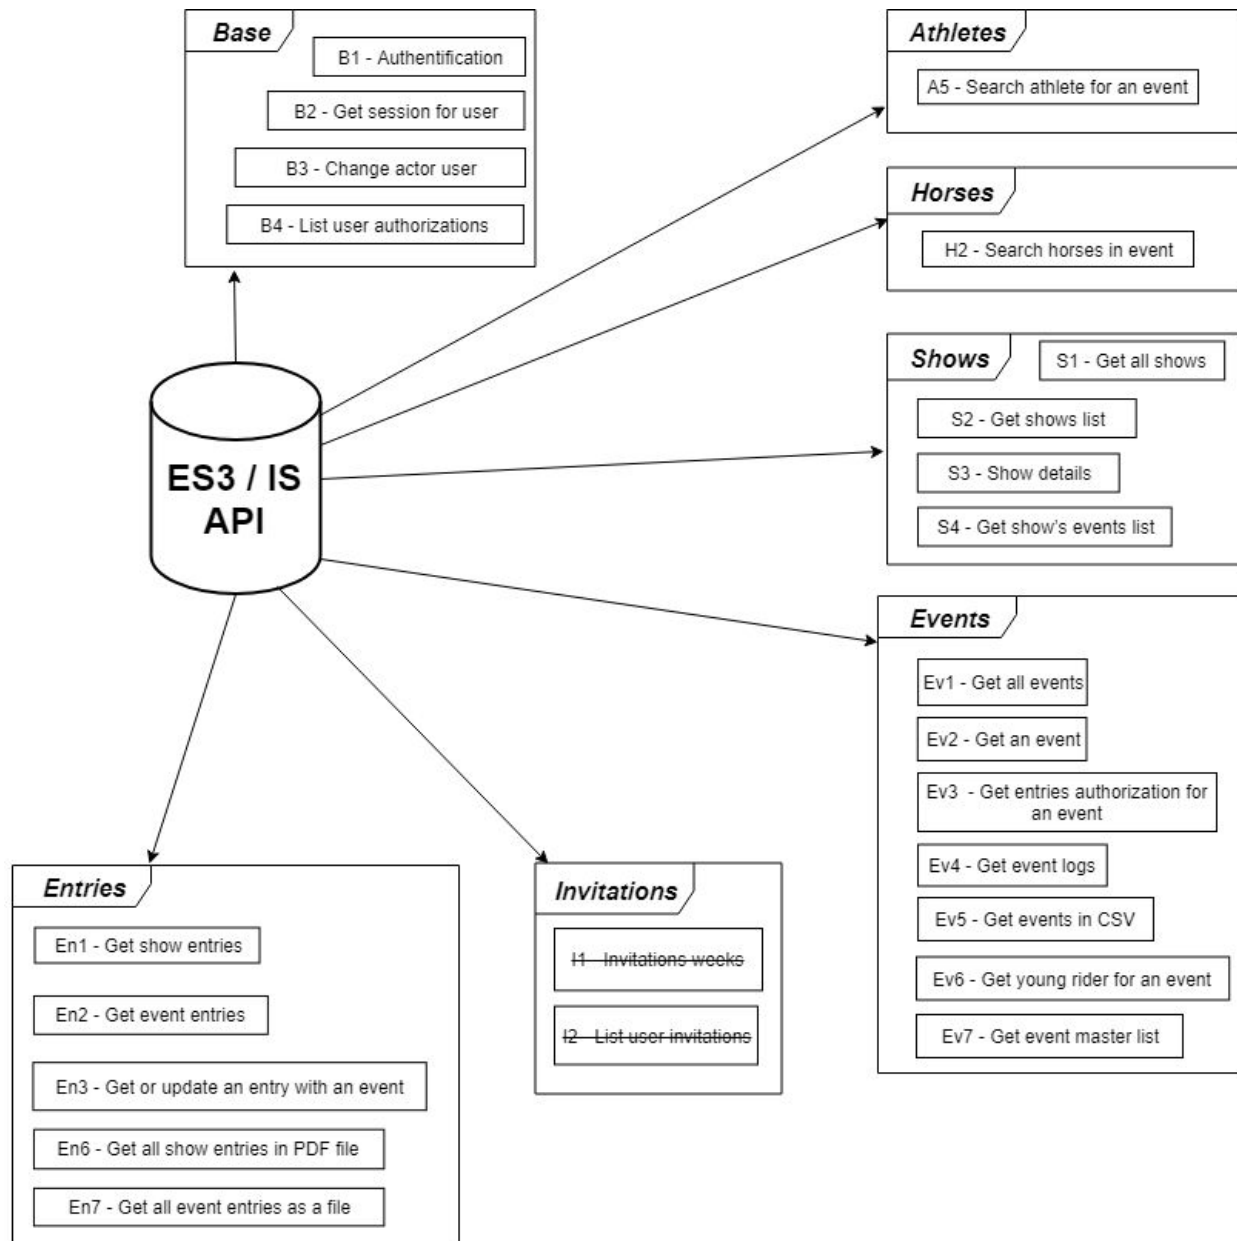 Base
B1 - Authentification
B2 - Get session for user
B3 - Change actor user
B4 - List user authorizations
Athletes
A5 - Search athlete for an event
Horses
H2 - Search horses in event
Shows
S1 - Get all shows
S2 - Get shows list
S3 - Show details
S4 - Get show's events list
ES3 / IS
API
Events
Ev1 - Get all events
Ev2 - Get an event
Ev3 - Get entries authorization for
an event
Ev4 - Get event logs
Ev5 - Get events in CSV
Ev6 - Get young rider for an event
Ev7 - Get event master list
Entries
En1 - Get show entries
En2 - Get event entries
En3 - Get or update an entry with an event
En6 - Get all show entries in PDF file
En7 - Get all event entries as a file
Invitations
I1 - Invitations weeks
I2 - List user invitations